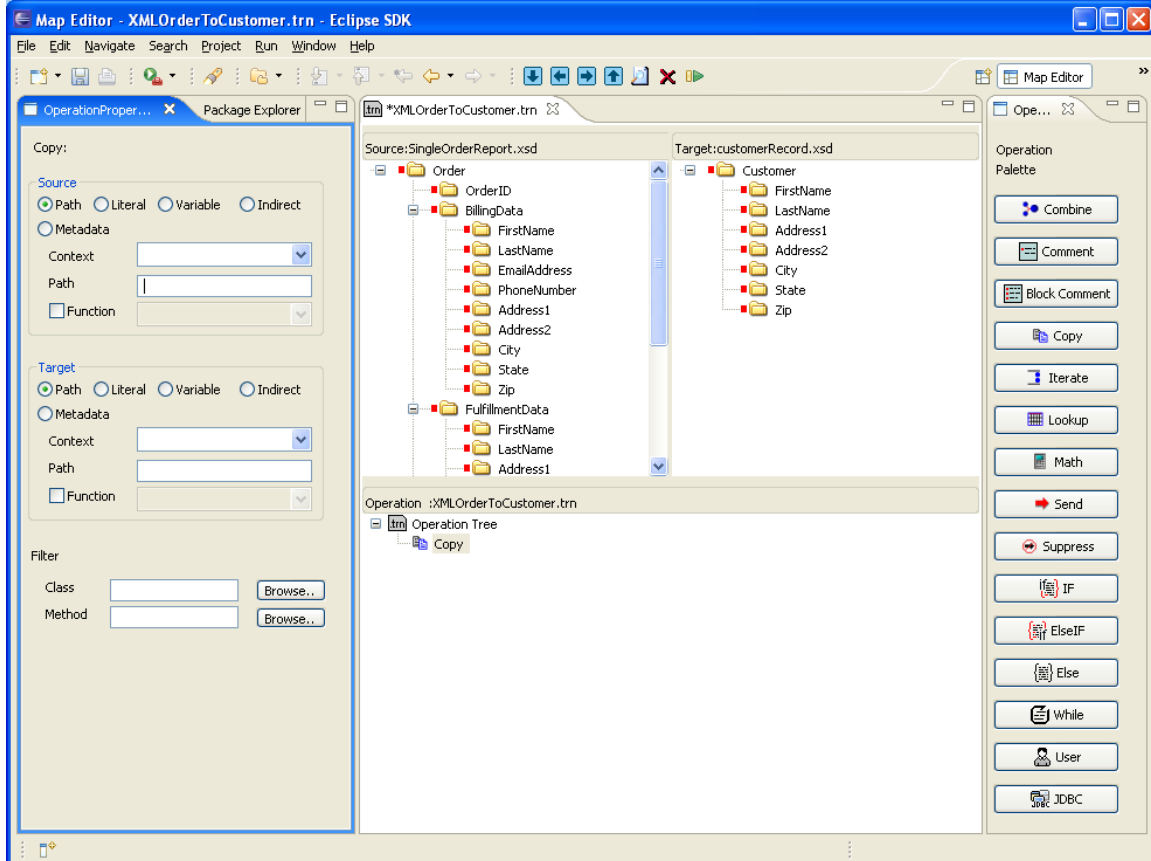 Map Editor - XMLOrderToCustomer.trn - Eclipse SDK
File Edit Navigate Search Project Run Window Help
Map Editor
»
OperationProper...
Package Explorer
Copy:
Source
Path Literal Variable Indirect
Metadata
Context
Path
Function
Target
Path Literal Variable Indirect
Metadata
Context
Path
Function
Filter
Class Browse..
Method Browse..
trn *XMLOrderToCustomer.trn
Source:SingleOrderReport.xsd
Order
OrderID
BillingData
FirstName
LastName
EmailAddress
PhoneNumber
Address1
Address2
City
State
Zip
FulfillmentData
FirstName
LastName
Address1
Target:customerRecord.xsd
Customer
FirstName
LastName
Address1
Address2
City
State
Zip
Operation :XMLOrderToCustomer.trn
trn Operation Tree
Copy
Ope...
Operation
Palette
Combine
Comment
Block Comment
Copy
Iterate
Lookup
Math
Send
Suppress
if IF
ElseIF
Else
While
User
JDBC JDBC